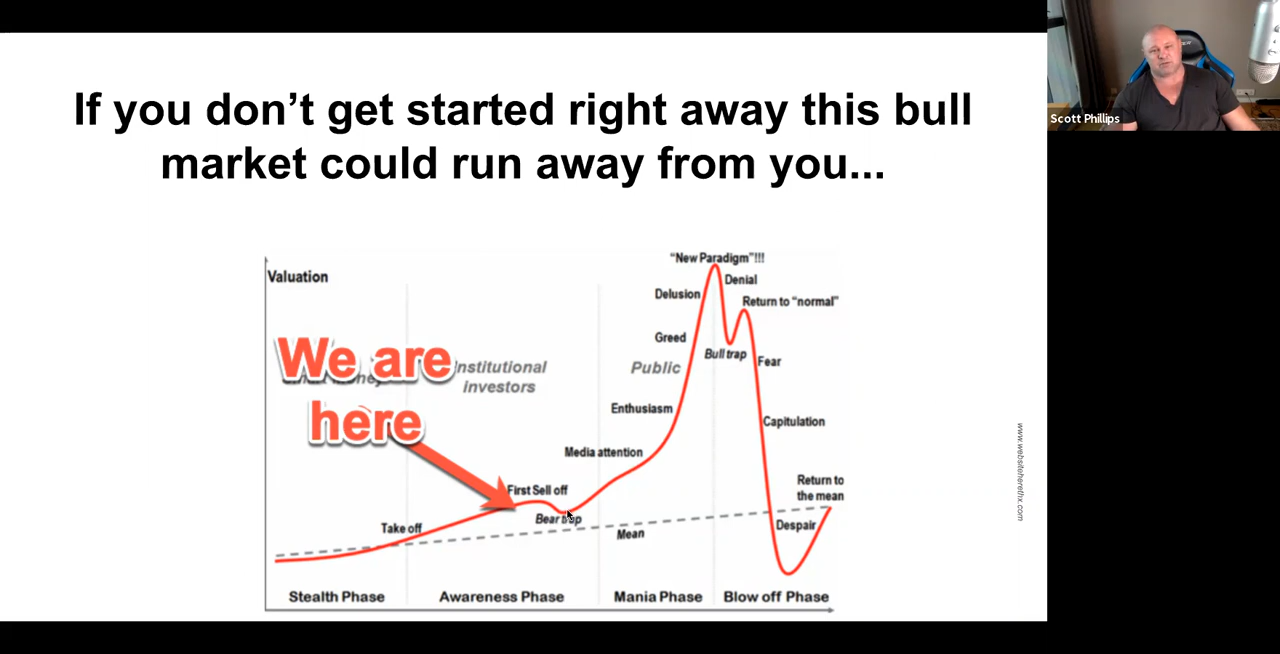 If you don’t get started right away this bull
market could run away from you...
Scott Phillips
“New Paradigm”!!!
Valuation
Denial
Delusion
Return to “normal”
Greed
We are
here
nstitutional
investors
Public
Bull trap
Fear
Enthusiasm
Capitulation
Media attention
First Sell off
Return to
the mean
Take off
Bear
Mean
Despair
Stealth Phase
Awareness Phase
Mania Phase
Blow off Phase
www.websiteherefix.com